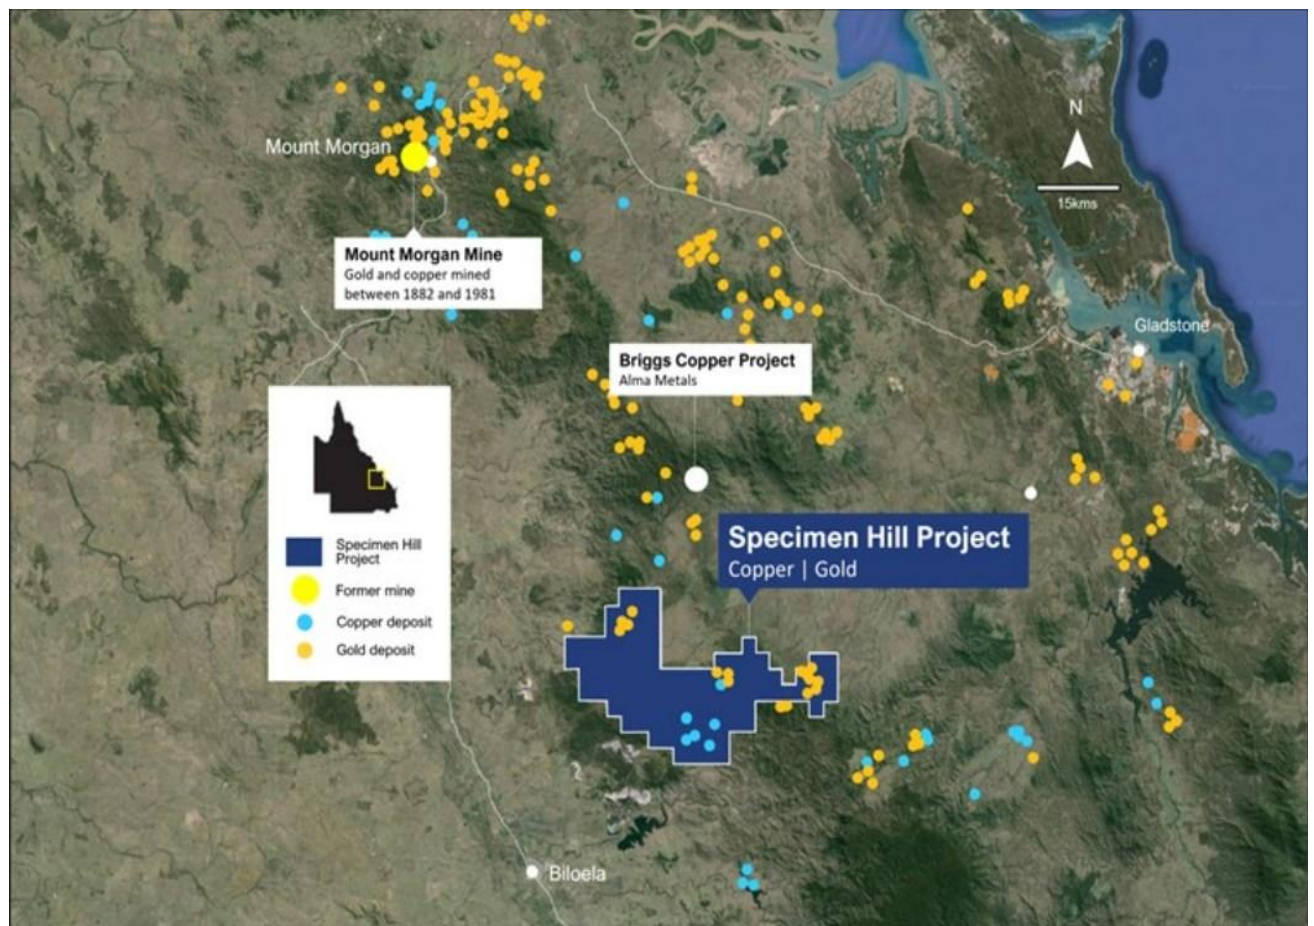 N
15kms
Mount Morgan
Mount Morgan Mine
Gold and copper mined
between 1882 and 1981
Gladstone
Briggs Copper Project
Alma Metals
Specimen Hill Project
Copper | Gold
Specimen Hill
Project
Former mine
Copper deposit
Gold deposit
Biloela